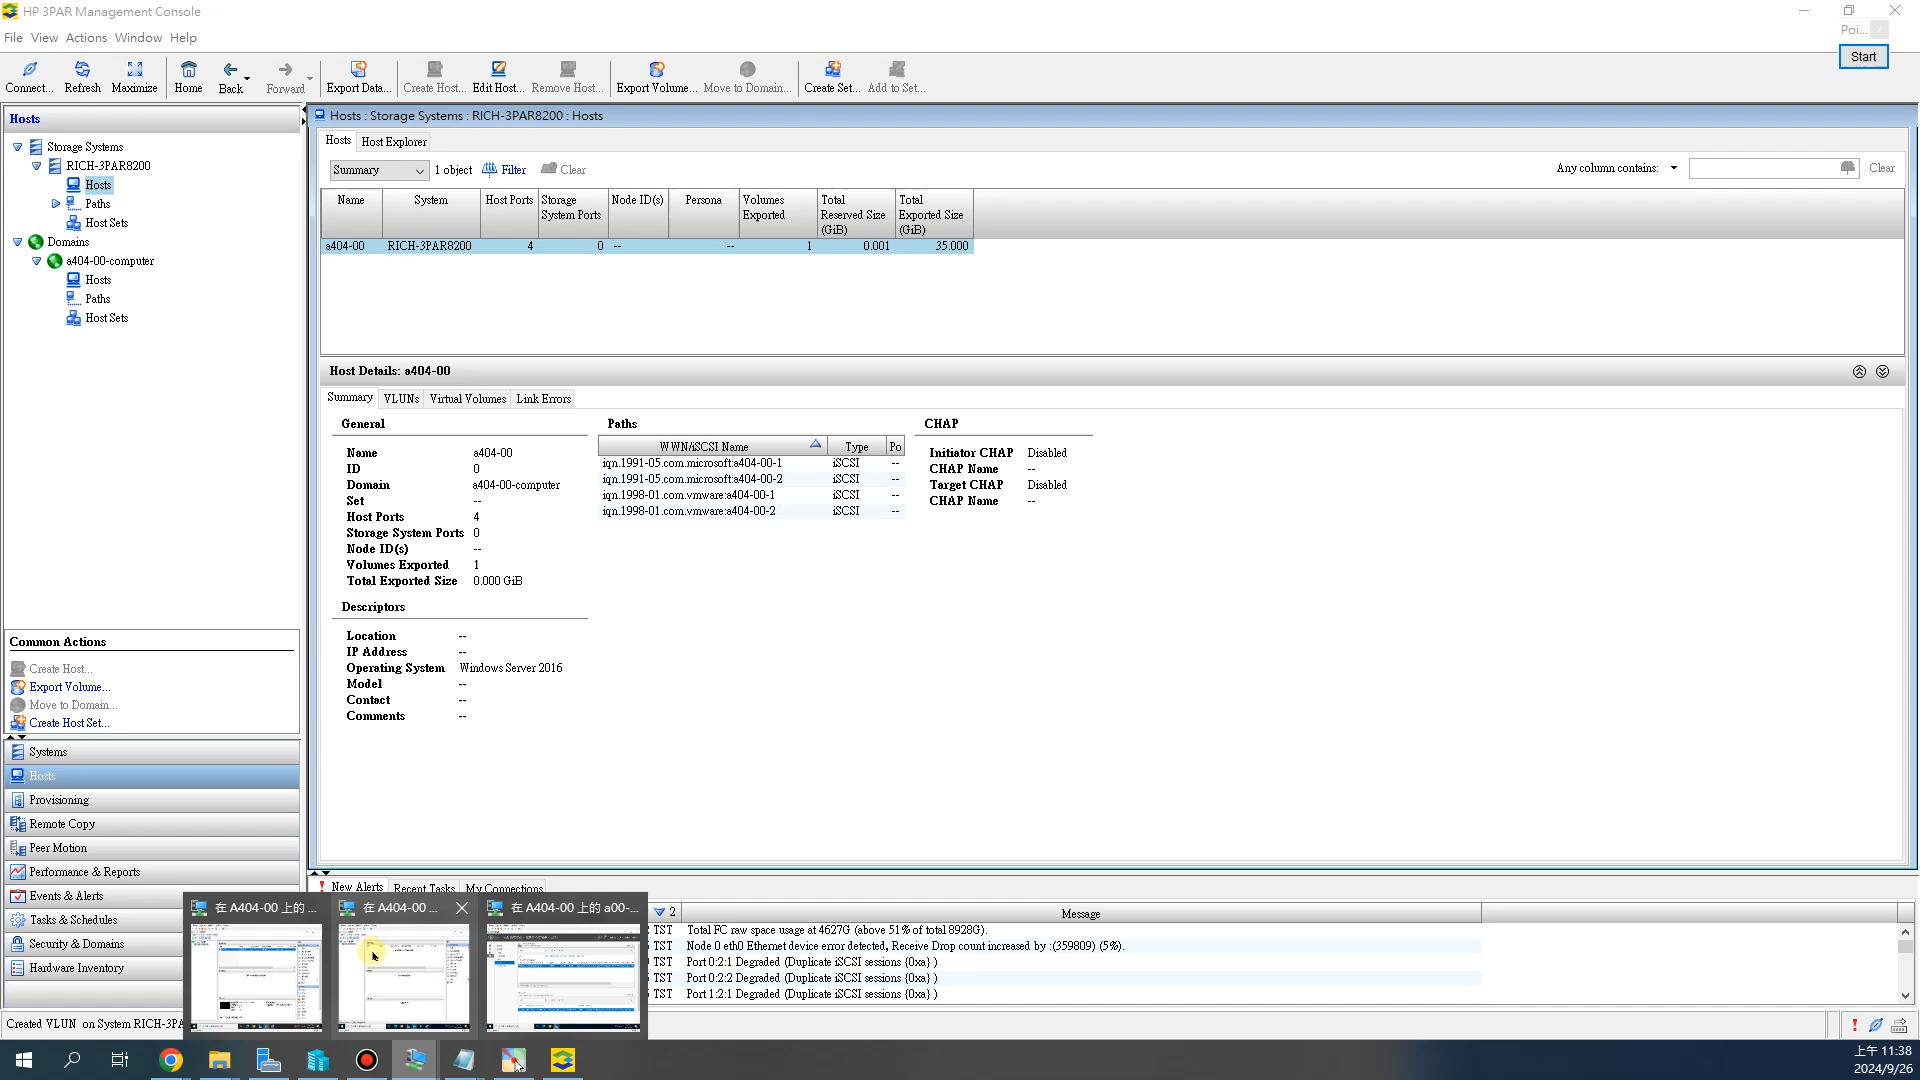 HP 3PAR Management Console
Poi...
File View Actions Window Help
Start
Connect... Refresh Maximize Home Back Forward Export Data... Create Host... Edit Host... Remove Host... Export Volume... Move to Domain... Create Set... Add to Set...
Hosts
Storage Systems
RICH-3PAR8200
Hosts
Paths
Host Sets
Domains
a404-00-computer
Hosts
Paths
Host Sets
Common Actions
Create Host...
Export Volume...
Move to Domain...
Create Host Set...
Systems
Hosts
Provisioning
Remote Copy
Peer Motion
Performance & Reports
Events & Alerts
Tasks & Schedules
Security & Domains
Hardware Inventory
Hosts : Storage Systems : RICH-3PAR8200 : Hosts
Hosts Host Explorer
Summary 1 object Filter Clear Any column contains: Clear
Name System Host Ports Storage System Ports Node ID(s) Persona Volumes Exported Total Reserved Size (GiB) Total Exported Size (GiB)
a404-00 RICH-3PAR8200 4 0 -- -- 1 0.001 35.000
Host Details: a404-00
Summary VLUNs Virtual Volumes Link Errors
General
Name a404-00
ID 0
Domain a404-00-computer
Set --
Host Ports 4
Storage System Ports 0
Node ID(s) --
Volumes Exported 1
Total Exported Size 0.000 GiB
Descriptors
Location --
IP Address --
Operating System Windows Server 2016
Model --
Contact --
Comments --
Paths
WWN/iSCSI Name Type Po
iqn.1991-05.com.microsoft:a404-00-1 iSCSI --
iqn.1991-05.com.microsoft:a404-00-2 iSCSI --
iqn.1998-01.com.vmware:a404-00-1 iSCSI --
iqn.1998-01.com.vmware:a404-00-2 iSCSI --
CHAP
Initiator CHAP Disabled
CHAP Name --
Target CHAP Disabled
CHAP Name --
New Alerts Recent Tasks My Connections
2 Message
TST Total FC raw space usage at 4627G (above 51% of total 8928G).
TST Node 0 eth0 Ethernet device error detected, Receive Drop count increased by :(359809) (5%).
TST Port 0:2:1 Degraded (Duplicate iSCSI sessions {0xa} )
TST Port 0:2:2 Degraded (Duplicate iSCSI sessions {0xa} )
TST Port 1:2:1 Degraded (Duplicate iSCSI sessions {0xa} )
在 A404-00 上的 ...
在 A404-00 ...
在 A404-00 上的 a00-...
Created VLUN on System RICH-3PA
上午 11:38
2024/9/26